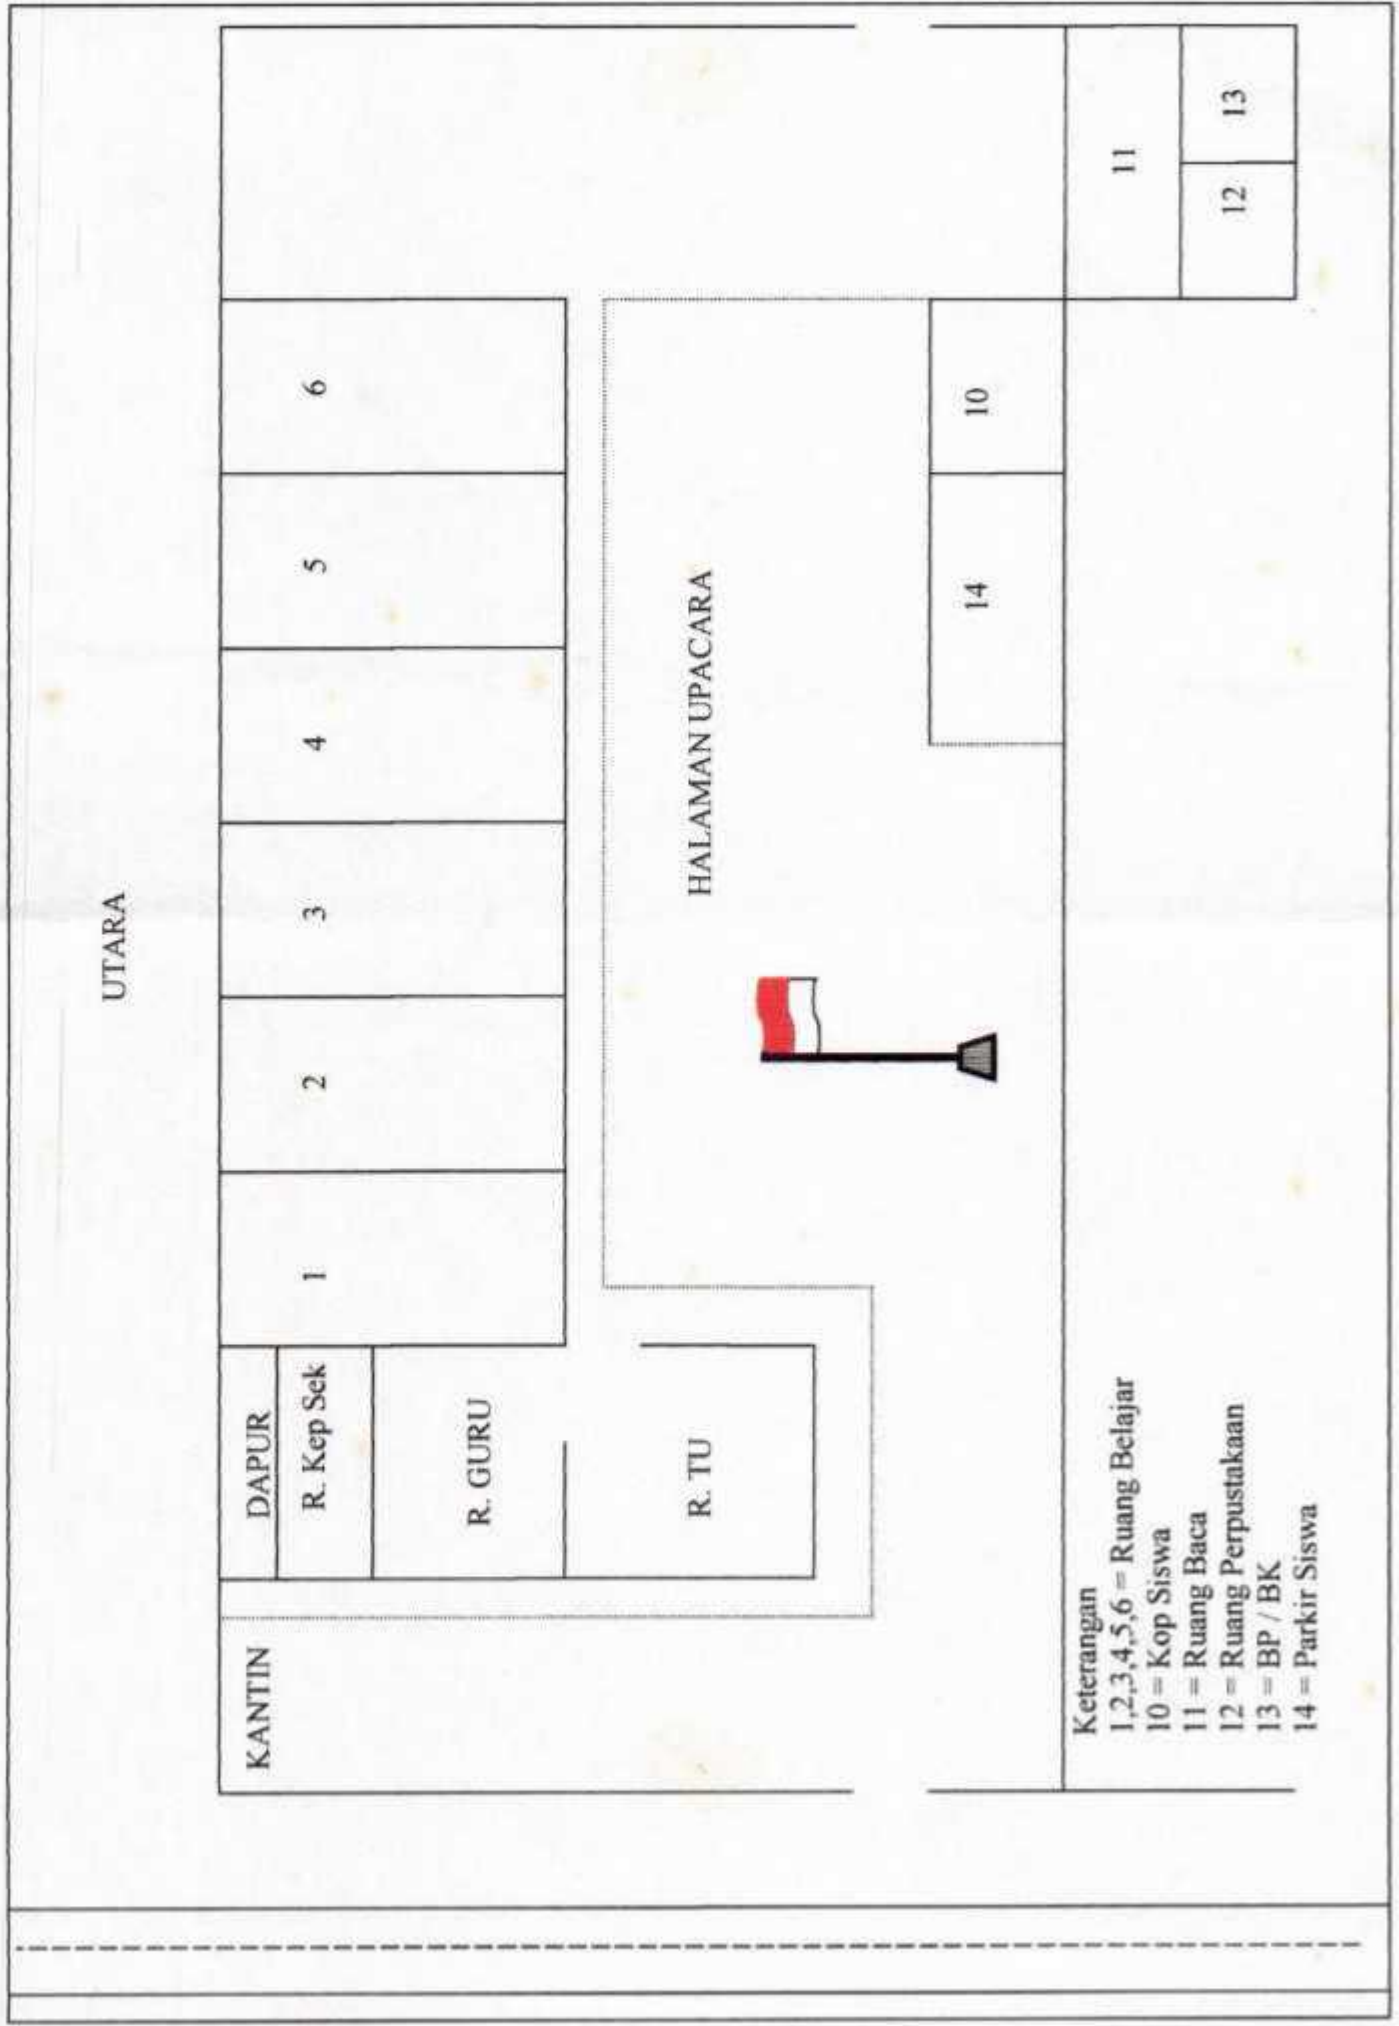 UTARA
KANTIN
DAPUR
R. Kep Sek
R. GURU
R. TU
1
2
3
4
5
6
HALAMAN UPACARA
14
10
11
12
13
Keterangan
1,2,3,4,5,6 = Ruang Belajar
10 = Kop Siswa
11 = Ruang Baca
12 = Ruang Perpustakaan
13 = BP / BK
14 = Parkir Siswa